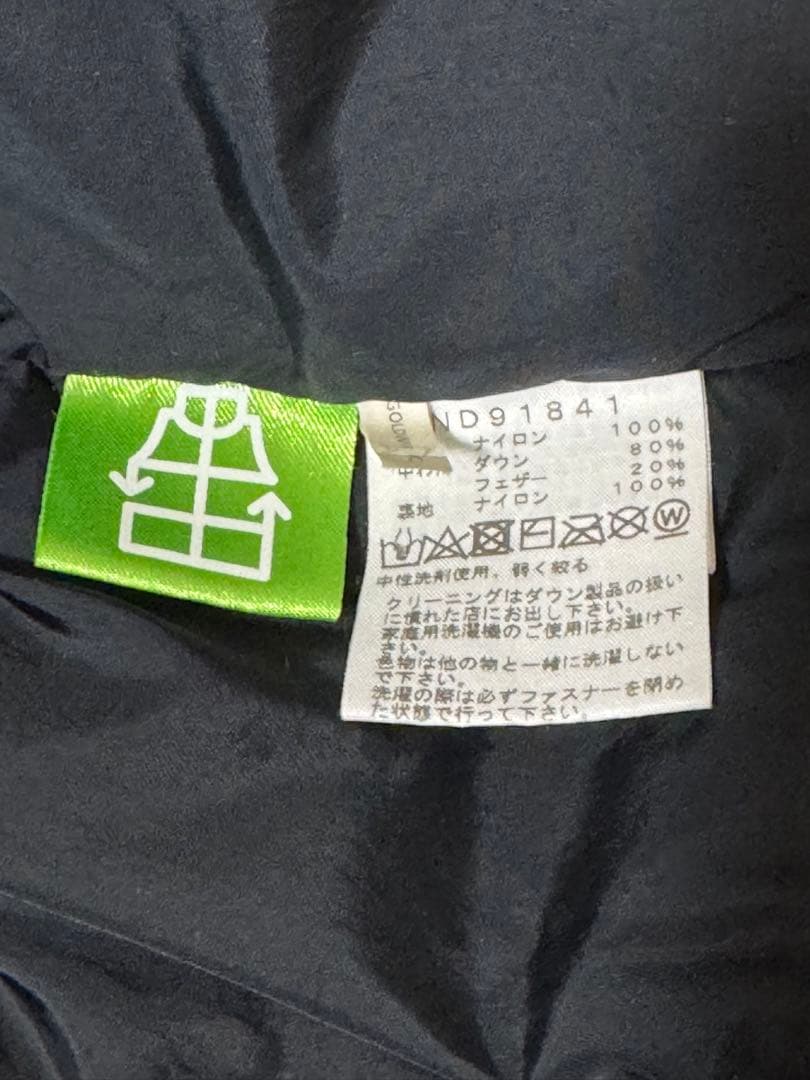 GOLDW
ND91841
ナイロン 100%
中わた ダウン 80%
フェザー 20%
裏地 ナイロン 100%
W
中性洗剤使用、弱く絞る
クリーニングはダウン製品の扱い
に慣れた店にお出し下さい。
家庭用洗濯機のご使用はお避け下
さい。
色物は他の物と一緒に洗濯しない
で下さい。
洗濯の際は必ずファスナーを閉め
た状態で行って下さい。